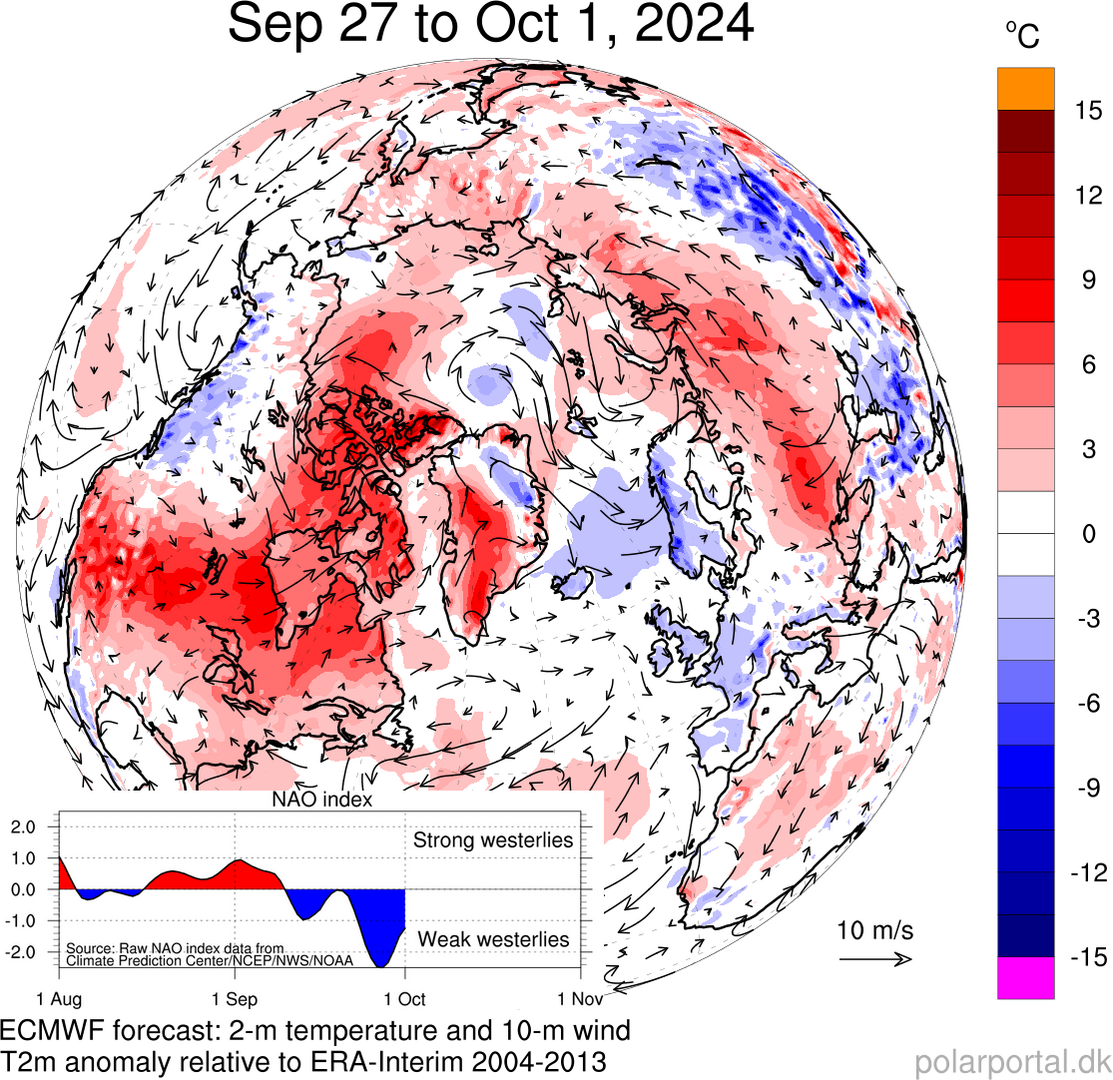 Sep 27 to Oct 1, 2024
°C
15
12
9
6
3
0
-3
-6
-9
-12
-15
10 m/s
NAO index
2.0
1.0
0.0
-1.0
-2.0
Strong westerlies
Weak westerlies
Source: Raw NAO index data from
Climate Prediction Center/NCEP/NWS/NOAA
1 Aug
1 Sep
1 Oct
1 Nov
ECMWF forecast: 2-m temperature and 10-m wind
T2m anomaly relative to ERA-Interim 2004-2013
polarportal.dk